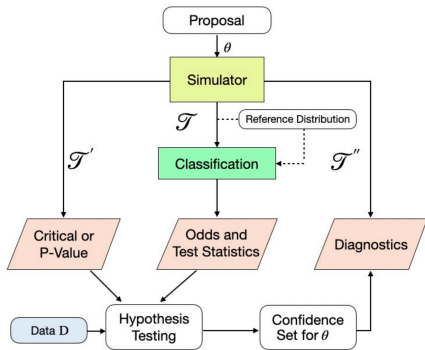 Proposal
θ
Simulator
𝒯
Reference Distribution
𝒯′
Classification
𝒯″
Critical or
P-Value
Odds and
Test Statistics
Diagnostics
Data D
Hypothesis
Testing
Confidence
Set for θ